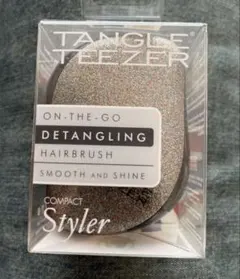 TANGLE
TEEZER
ON-THE-GO
DETANGLING
HAIRBRUSH
SMOOTH AND SHINE
COMPACT
Styler